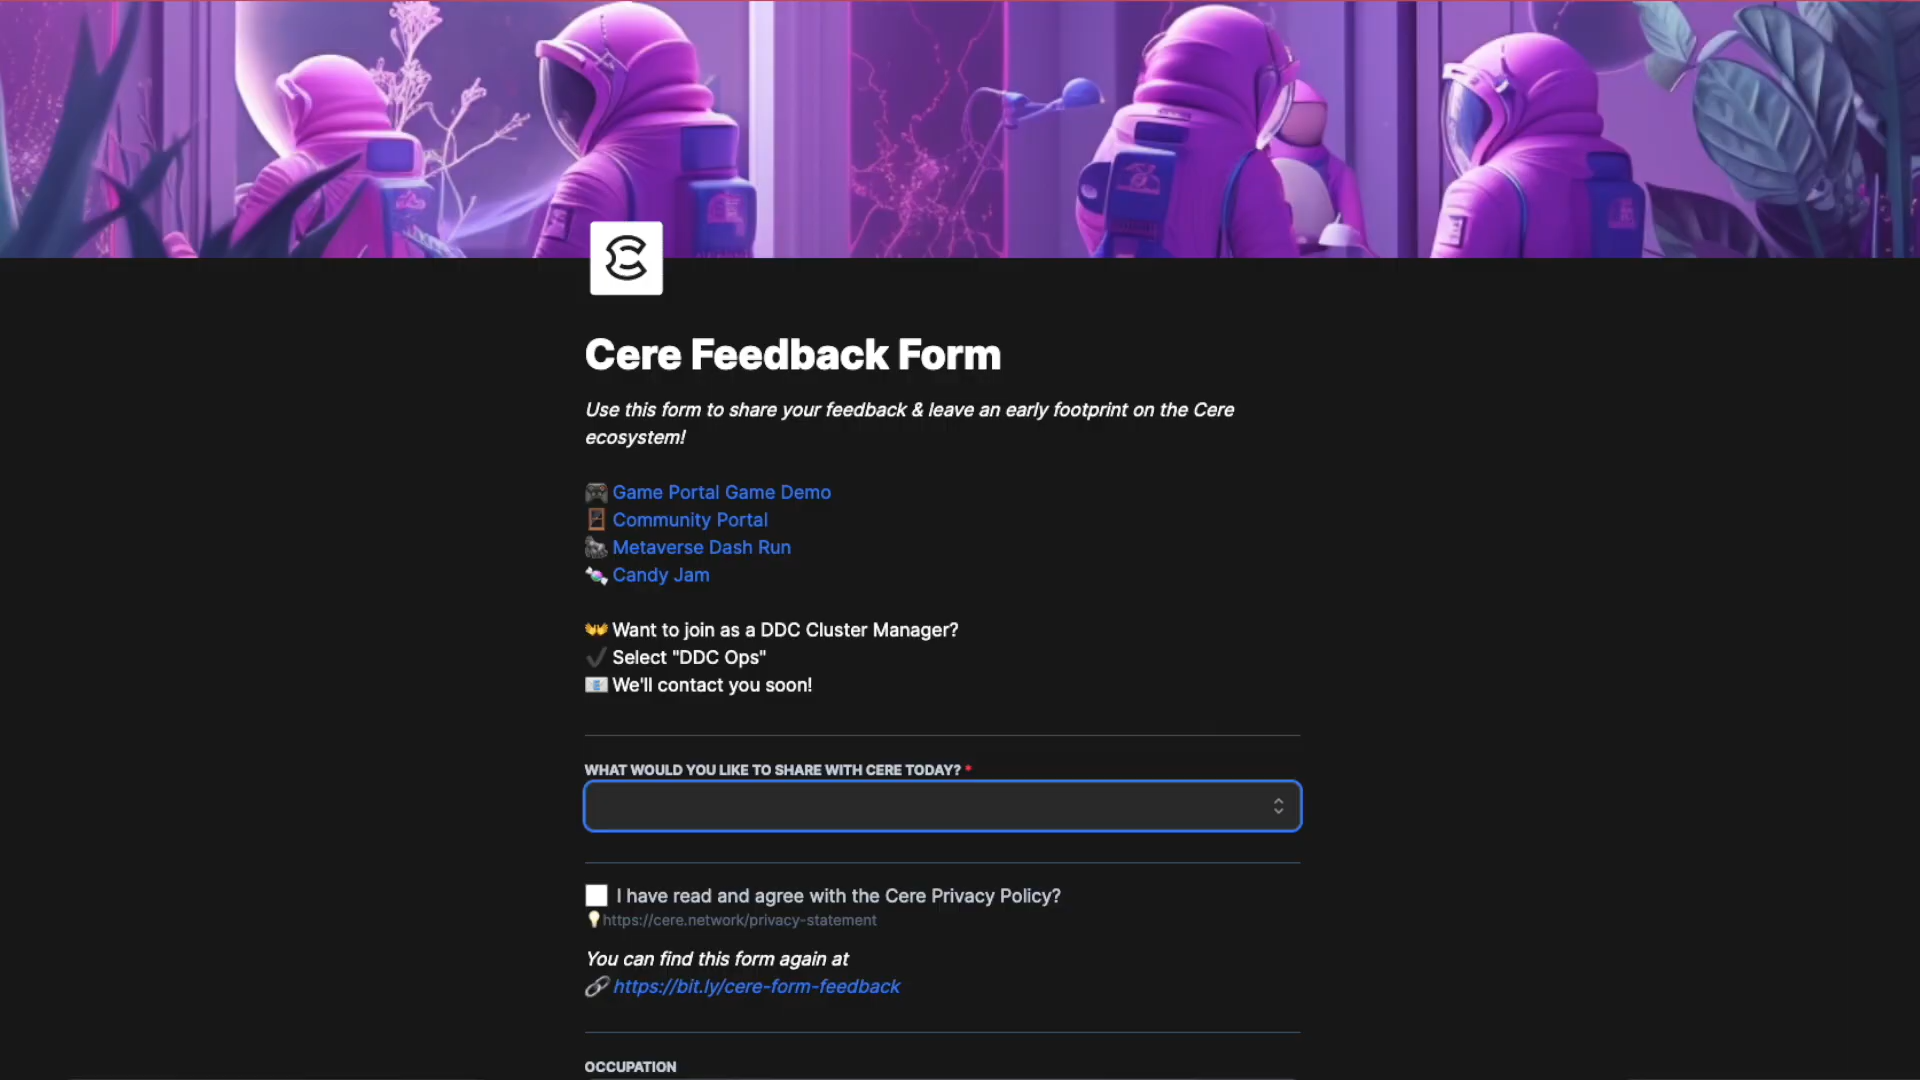 Cere Feedback Form
Use this form to share your feedback & leave an early footprint on the Cere
ecosystem!
Game Portal Game Demo
Community Portal
Metaverse Dash Run
Candy Jam
Want to join as a DDC Cluster Manager?
Select "DDC Ops"
We'll contact you soon!
WHAT WOULD YOU LIKE TO SHARE WITH CERE TODAY? *
I have read and agree with the Cere Privacy Policy?
https://cere.network/privacy-statement
You can find this form again at
https://bit.ly/cere-form-feedback
OCCUPATION